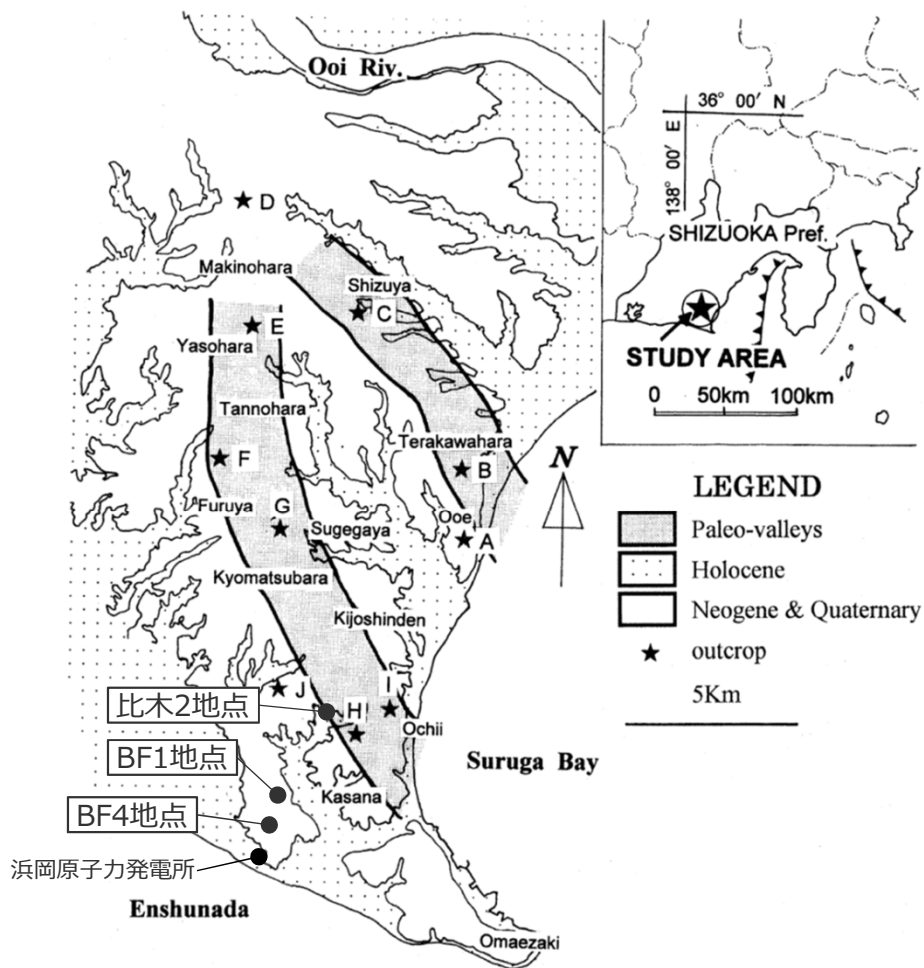 Ooi Riv.
36° 00′ N
138° 00′ E
SHIZUOKA Pref.
STUDY AREA
0 50km 100km
D
Makinohara
Shizuya
C
E
Yasohara
Tannohara
Terakawahara
B
F
N
Furuya
G
Sugegaya
Ooe
A
Kyomatsubara
Kijoshinden
LEGEND
Paleo-valleys
Holocene
Neogene & Quaternary
outcrop
5Km
J
I
比木2地点
H
Ochii
BF1地点
Suruga Bay
Kasana
BF4地点
浜岡原子力発電所
Enshunada
Omaezaki